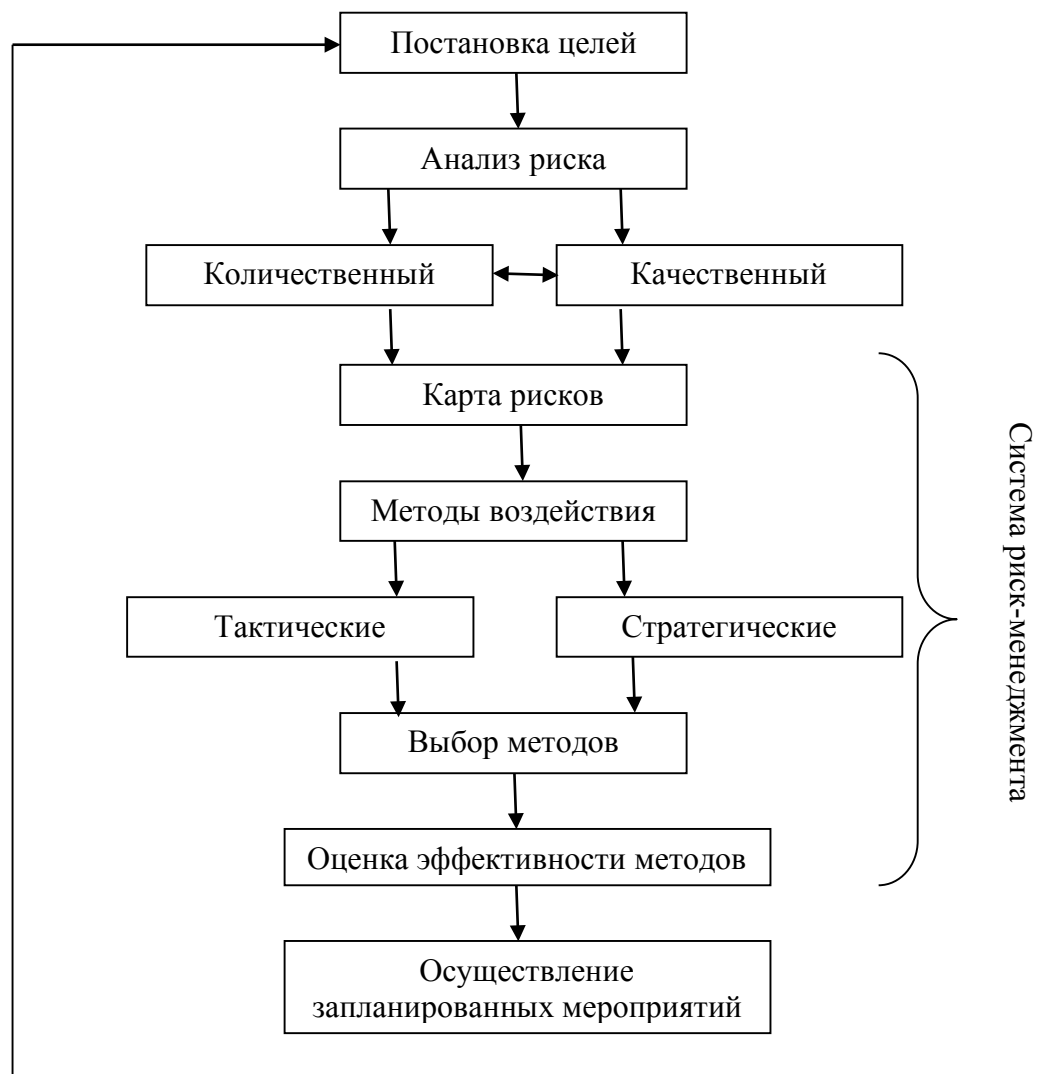 Постановка целей
Анализ риска
Количественный
Качественный
Карта рисков
Методы воздействия
Тактические
Стратегические
Выбор методов
Оценка эффективности методов
Осуществление
запланированных мероприятий
Система риск-менеджмента